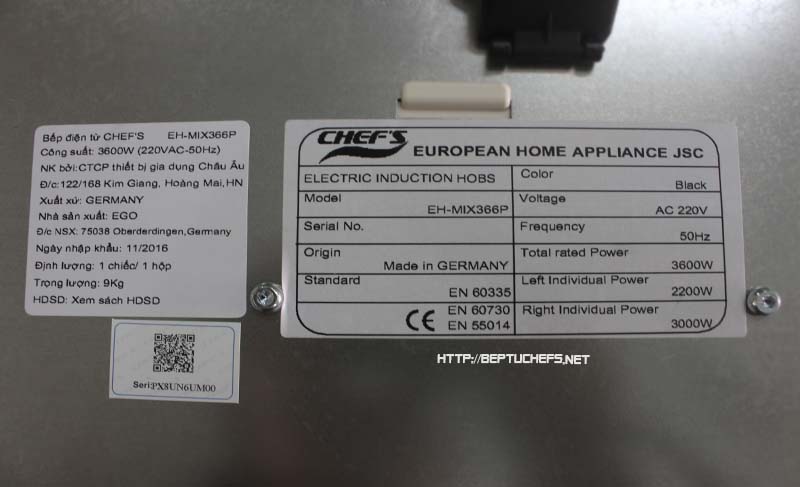 Bếp điện từ CHEF'S EH-MIX366P
Công suất: 3600W (220VAC-50Hz)
NK bởi:CTCP thiết bị gia dụng Châu Âu
Đ/c:122/168 Kim Giang, Hoàng Mai,HN
Xuất xứ: GERMANY
Nhà sản xuất: EGO
Đ/c NSX: 75038 Oberderdingen,Germany
Ngày nhập khẩu: 11/2016
Định lượng: 1 chiếc/ 1 hộp
Trọng lượng: 9Kg
HDSD: Xem sách HDSD
Seri:PX8UN6UM00
CHEF'S EUROPEAN HOME APPLIANCE JSC
ELECTRIC INDUCTION HOBS
Model
EH-MIX366P
Serial No.
Origin
Made in GERMANY
Standard
EN 60335
CE EN 60730
EN 55014
Color
Black
Voltage
AC 220V
Frequency
50Hz
Total rated Power
3600W
Left Individual Power
2200W
Right Individual Power
3000W
HTTP://BEPTUCHEFS.NET